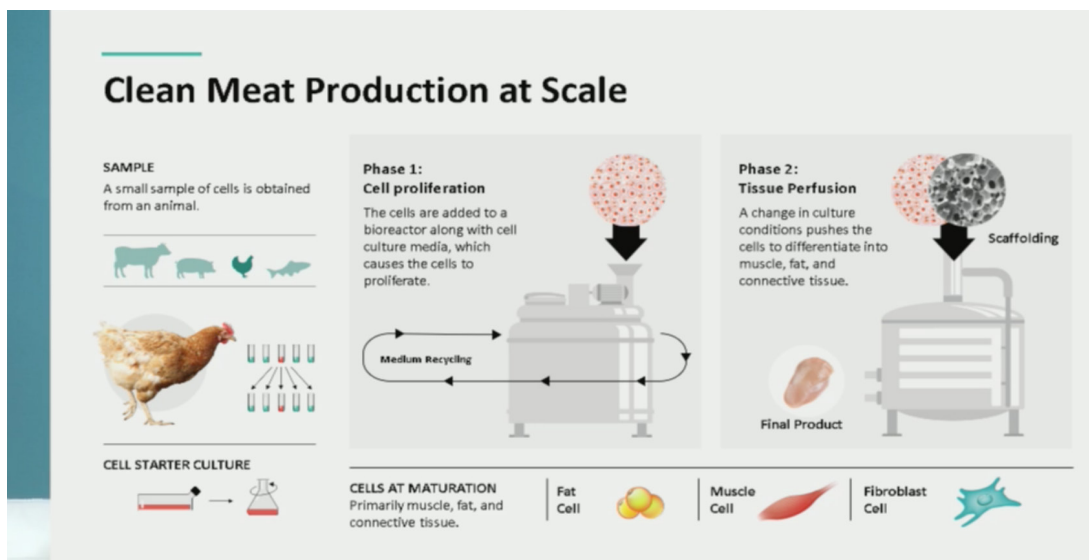 Clean Meat Production at Scale
SAMPLE
A small sample of cells is obtained
from an animal.
CELL STARTER CULTURE
Phase 1:
Cell proliferation
The cells are added to a
bioreactor along with cell
culture media, which
causes the cells to
proliferate.
Medium Recycling
Phase 2:
Tissue Perfusion
A change in culture
conditions pushes the
cells to differentiate into
muscle, fat, and
connective tissue.
Scaffolding
Final Product
CELLS AT MATURATION
Primarily muscle, fat, and
connective tissue.
Fat
Cell
Muscle
Cell
Fibroblast
Cell